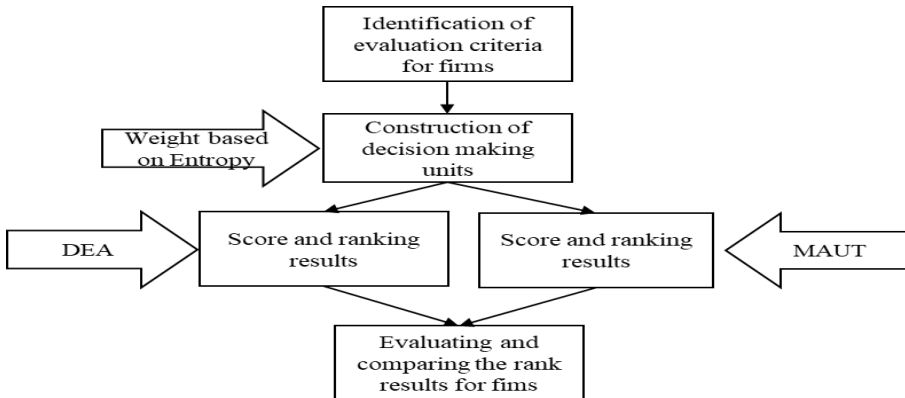 Identification of
evaluation criteria
for firms
Weight based
on Entropy
Construction of
decision making
units
DEA
Score and ranking
results
Score and ranking
results
MAUT
Evaluating and
comparing the rank
results for fims